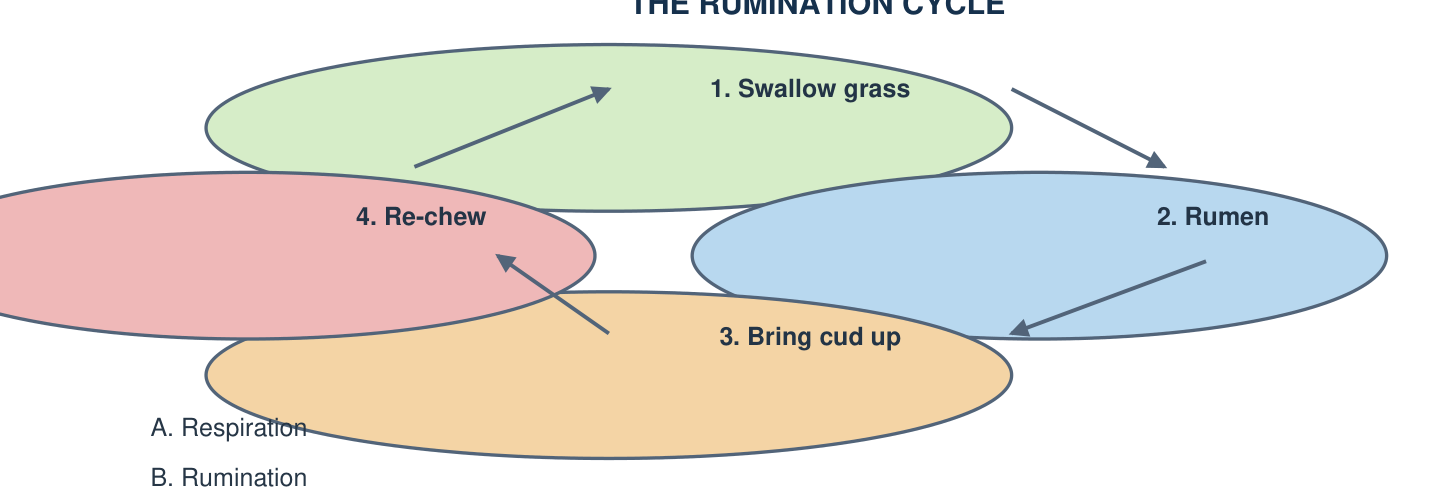 THE RUMINATION CYCLE
1. Swallow grass
4. Re-chew
2. Rumen
3. Bring cud up
A. Respiration
B. Rumination